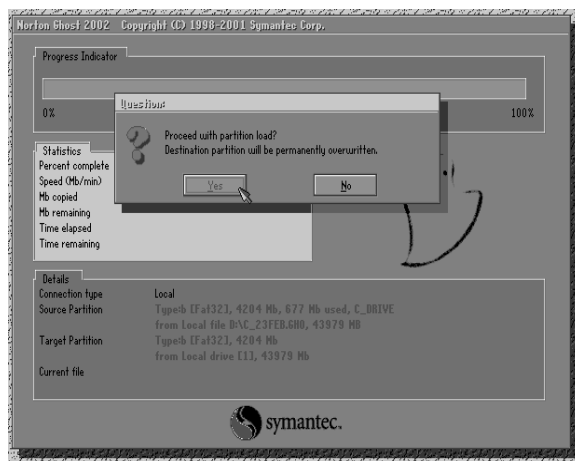 Norton Ghost 2002 Copyright (C) 1998-2001 Symantec Corp.
Progress Indicator
0% 100%
Question:
Proceed with partition load?
Destination partition will be permanently overwritten.
Yes No
Statistics
Percent complete
Speed (Mb/min)
Mb copied
Mb remaining
Time elapsed
Time remaining
Details
Connection type Local
Source Partition Type:b [Fat32], 4204 Mb, 677 Mb used, C_DRIVE
from Local file D:\C_23FEB.GHO, 43979 MB
Target Partition Type:b [Fat32], 4204 Mb
from Local drive [1], 43979 Mb
Current file
symantec.